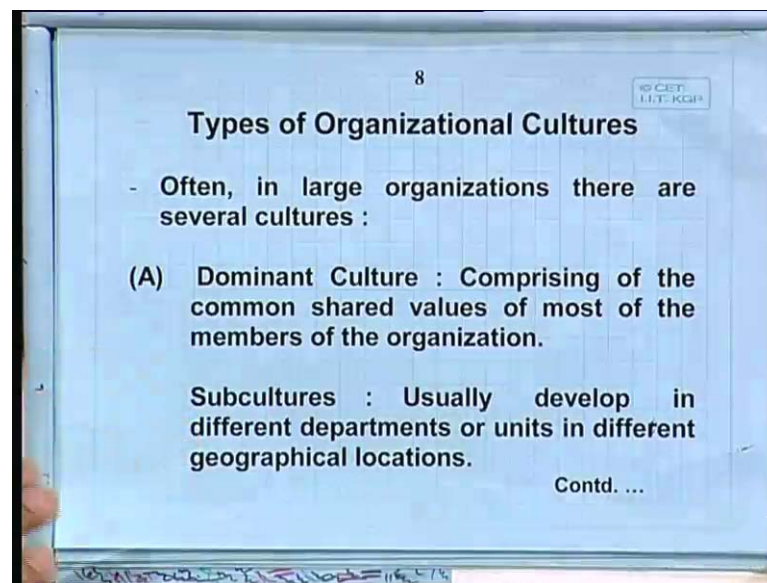 8
© CET
I.I.T. KGP
Types of Organizational Cultures
- Often, in large organizations there are
several cultures :
(A) Dominant Culture : Comprising of the
common shared values of most of the
members of the organization.
Subcultures : Usually develop in
different departments or units in different
geographical locations.
Contd. ...